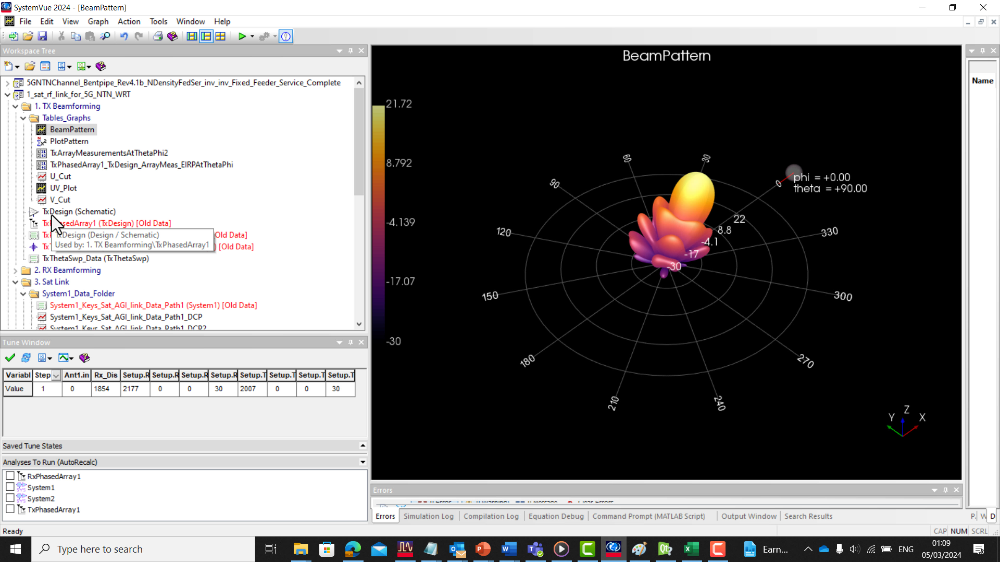 SystemVue 2024 - [BeamPattern]
File Edit View Graph Action Tools Window Help
Workspace Tree
5GNTNChannel_Bentpipe_Rev4.1b_NDensityFedSer_inv_inv_Fixed_Feeder_Service_Complete
1_sat_rf_link_for_5G_NTN_WRT
1. TX Beamforming
Tables_Graphs
BeamPattern
PlotPattern
TxArrayMeasurementsAtThetaPhi2
TxPhasedArray1_TxDesign_ArrayMeas_EIRPAtThetaPhi
U_Cut
UV_Plot
V_Cut
TxDesign (Schematic)
TxPhasedArray1 (TxDesign) [Old Data]
Old Data]
TxDesign (Design / Schematic)
Used by: 1. TX Beamforming\TxPhasedArray1
) [Old Data]
TxThetaSwp_Data (TxThetaSwp)
2. RX Beamforming
3. Sat Link
System1_Data_Folder
System1_Keys_Sat_AGI_link_Data_Path1 (System1) [Old Data]
System1_Keys_Sat_AGI_link_Data_Path1_DCP
System1_Keys_Sat_AGI_link_Data_Path1_DCP2
Tune Window
Variabl Step Ant1.in Rx_Dis Setup.R Setup.R Setup.R Setup.R Setup.T Setup.T Setup.T Setup.T
Value 1 0 1854 2177 0 0 30 2007 0 0 30
Saved Tune States
Analyses To Run (AutoRecalc)
RxPhasedArray1
System1
System2
TxPhasedArray1
BeamPattern
21.72
8.792
-4.139
-17.07
-30
phi = +0.00
theta = +90.00
0
30
60
90
120
150
180
210
240
270
300
330
22
8.8
-4.1
-17
-30
Z
Y X
Name
Errors
Errors Simulation Log Compilation Log Equation Debug Command Prompt (MATLAB Script) Output Window Search Results
P. W D
Ready
CAP NUM SCRL
Type here to search
Earn...
ENG
01:09
05/03/2024